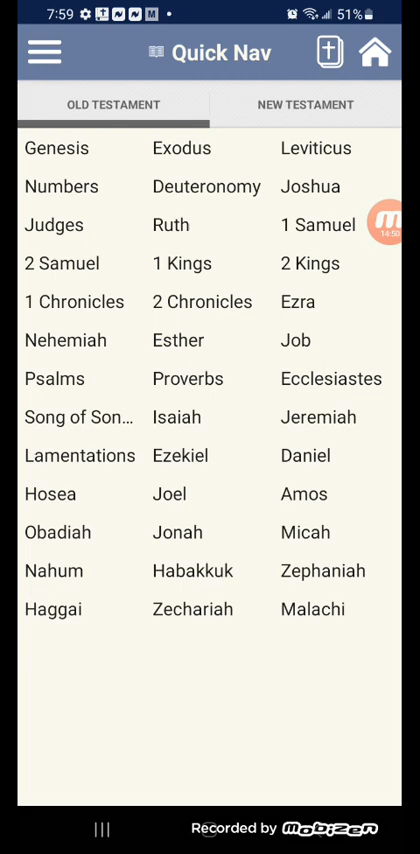 7:59 51%
Quick Nav
OLD TESTAMENT NEW TESTAMENT
Genesis Exodus Leviticus
Numbers Deuteronomy Joshua
Judges Ruth 1 Samuel
14:50
2 Samuel 1 Kings 2 Kings
1 Chronicles 2 Chronicles Ezra
Nehemiah Esther Job
Psalms Proverbs Ecclesiastes
Song of Son... Isaiah Jeremiah
Lamentations Ezekiel Daniel
Hosea Joel Amos
Obadiah Jonah Micah
Nahum Habakkuk Zephaniah
Haggai Zechariah Malachi
Recorded by Mobizen